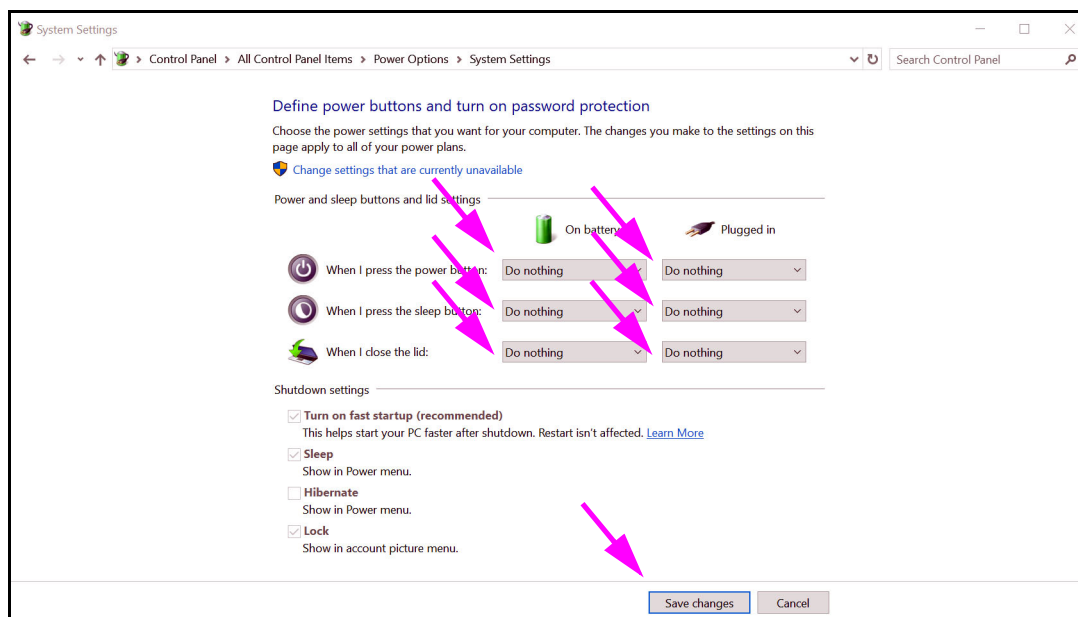 System Settings
Control Panel > All Control Panel Items > Power Options > System Settings
Search Control Panel
Define power buttons and turn on password protection
Choose the power settings that you want for your computer. The changes you make to the settings on this
page apply to all of your power plans.
Change settings that are currently unavailable
Power and sleep buttons and lid settings
On battery Plugged in
When I press the power button: Do nothing Do nothing
When I press the sleep button: Do nothing Do nothing
When I close the lid: Do nothing Do nothing
Shutdown settings
Turn on fast startup (recommended)
This helps start your PC faster after shutdown. Restart isn't affected. Learn More
Sleep
Show in Power menu.
Hibernate
Show in Power menu.
Lock
Show in account picture menu.
Save changes Cancel